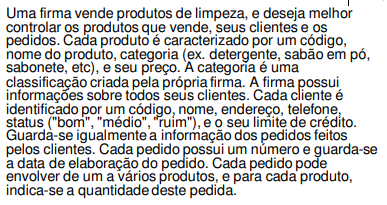 Uma firma vende produtos de limpeza, e deseja melhor
controlar os produtos que vende, seus clientes e os
pedidos. Cada produto é caracterizado por um código,
nome do produto, categoria (ex. detergente, sabão em pó,
sabonete, etc), e seu preço. A categoria é uma
classificação criada pela própria firma. A firma possui
informações sobre todos seus clientes. Cada cliente é
identificado por um código, nome, endereço, telefone,
status ("bom", "médio", "ruim"), e o seu limite de crédito.
Guarda-se igualmente a informação dos pedidos feitos
pelos clientes. Cada pedido possui um número e guarda-se
a data de elaboração do pedido. Cada pedido pode
envolver de um a vários produtos, e para cada produto,
indica-se a quantidade deste pedida.